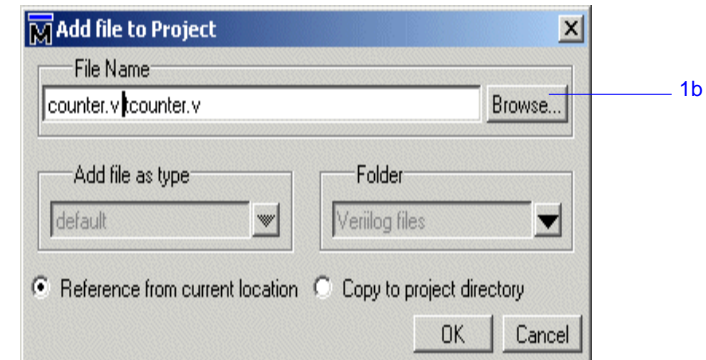 Add file to Project
File Name
counter.v tcounter.v Browse... 1b
Add file as type Folder
default Veriilog files
Reference from current location Copy to project directory
OK Cancel